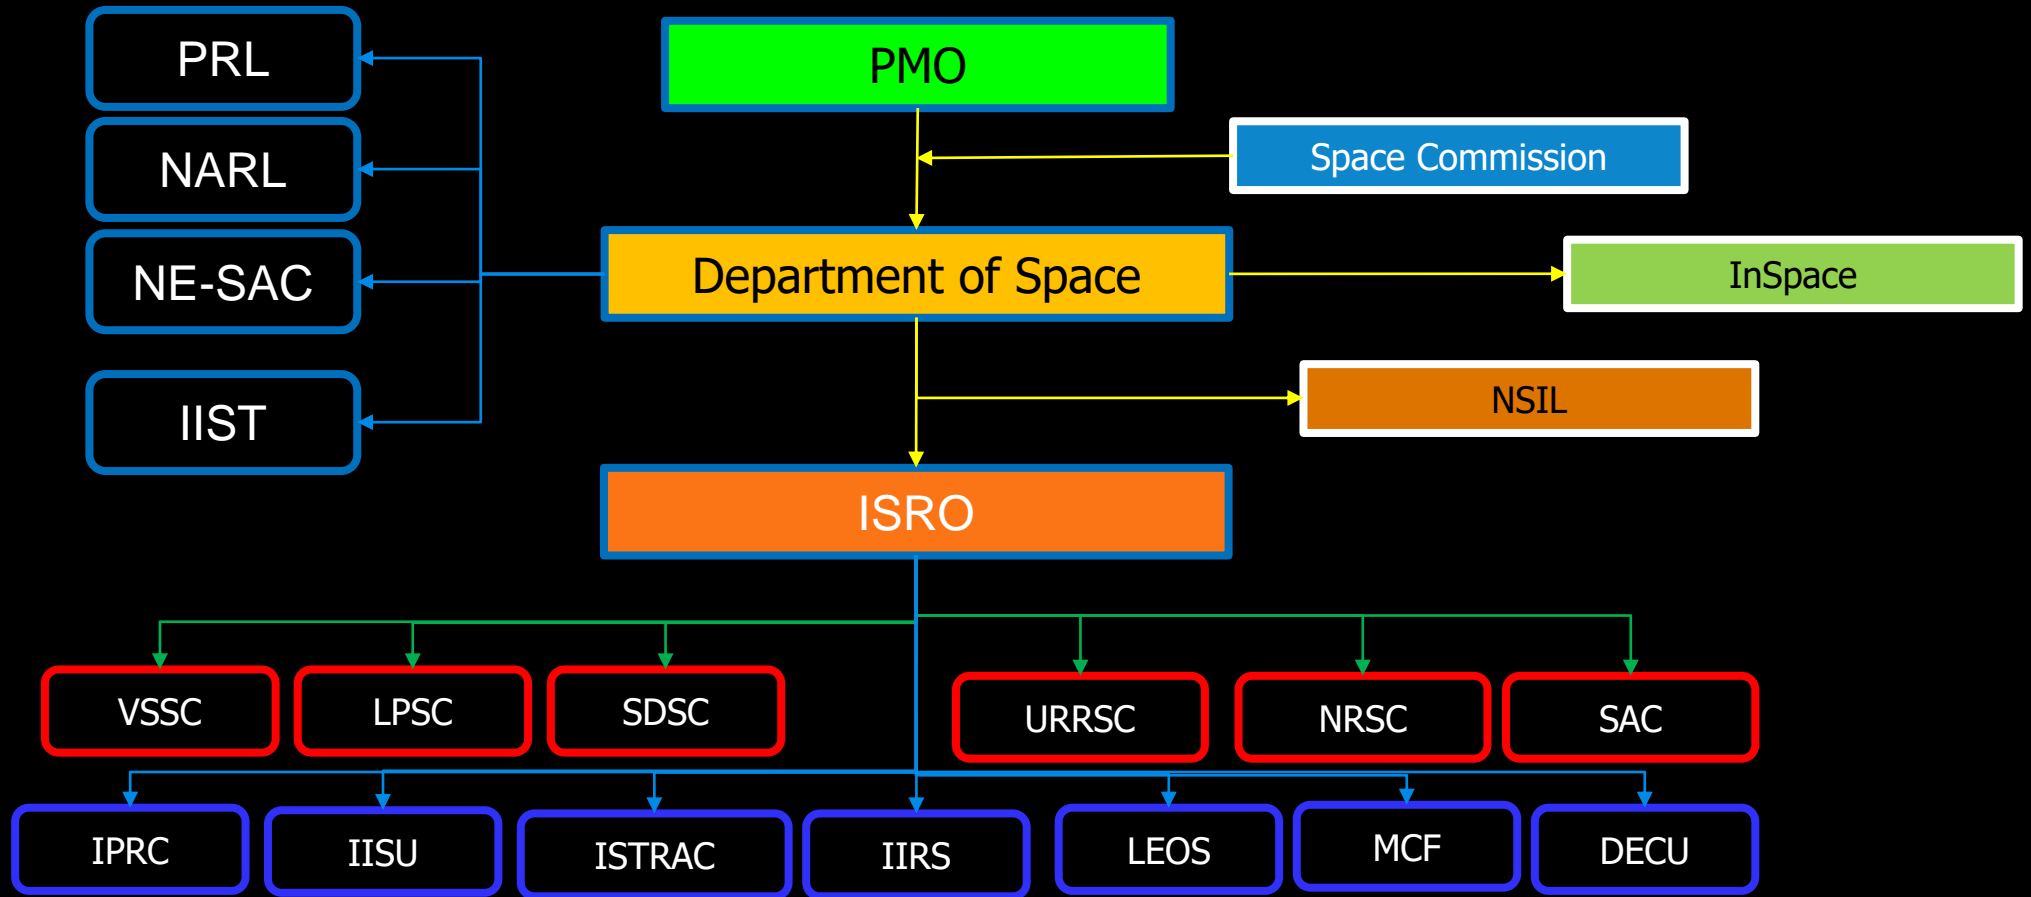 PRL
PMO
Space Commission
NARL
NE-SAC
Department of Space
InSpace
IIST
NSIL
ISRO
VSSC
LPSC
SDSC
URRSC
NRSC
SAC
IPRC
IISU
ISTRAC
IIRS
LEOS
MCF
DECU